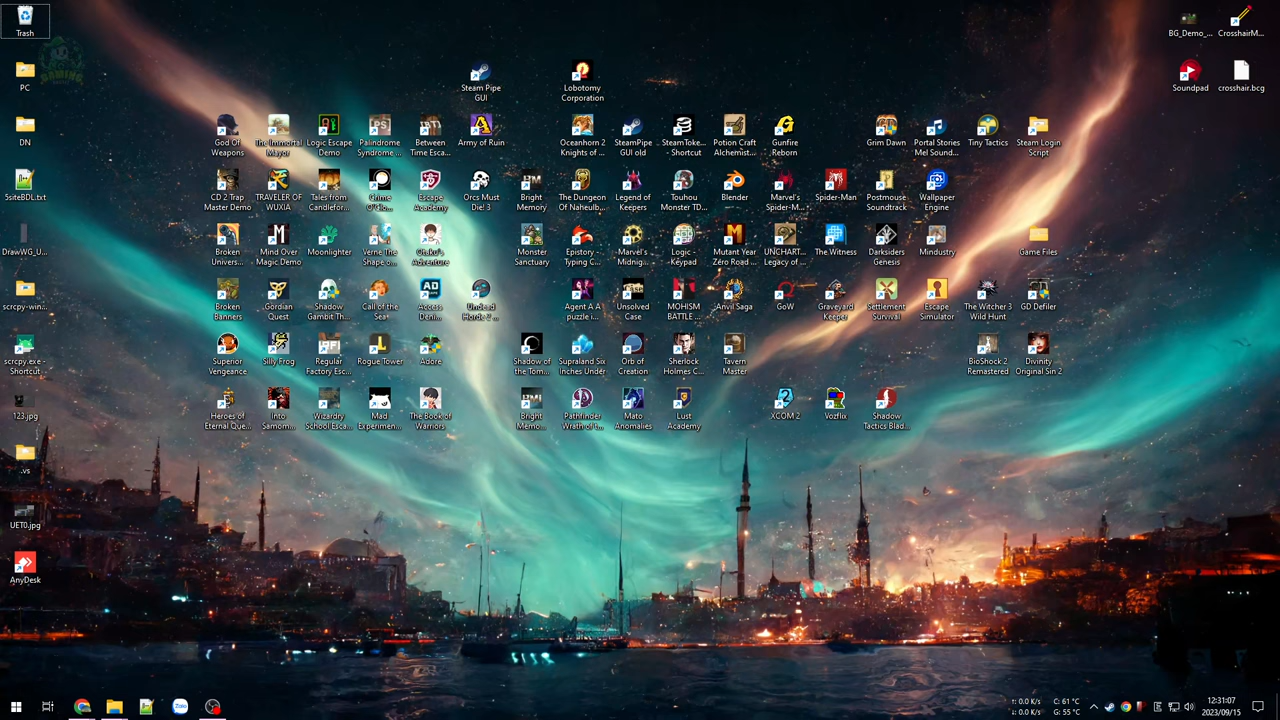 Trash
BG_Demo_...
CrosshairM...
GAMING
PC
Steam Pipe
GUI
Lobotomy
Corporation
Soundpad
crosshair.bcg
DN
God Of
Weapons
The Immortal
Mayor
Logic Escape
Demo
Palindrome
Syndrome ...
Between
Time Esca...
Army of Ruin
Oceanhorn 2
Knights of ...
SteamPipe
GUI old
SteamToke...
- Shortcut
Potion Craft
Alchemist...
Gunfire
Reborn
Grim Dawn
Portal Stories
Mel Sound...
Tiny Tactics
Steam Login
Script
5siteBDL.txt
CD 2 Trap
Master Demo
TRAVELER OF
WUXIA
Tales from
Candlefor...
Crime
O'Clo...
Escape
Academy
Orcs Must
Die! 3
Bright
Memory
The Dungeon
Of Naheulb...
Legend of
Keepers
Touhou
Monster TD...
Blender
Marvel's
Spider-M...
Spider-Man
Postmouse
Soundtrack
Wallpaper
Engine
DrawWG_U...
Broken
Univers...
Mind Over
Magic Demo
Moonlighter
Verne The
Shape o...
Otaku's
Adventure
Monster
Sanctuary
Epistory -
Typing C...
Marvel's
Midnig...
Logic -
Keypad
Mutant Year
Zero Road ...
UNCHART...
Legacy of ...
The Witness
Darksiders
Genesis
Mindustry
Game Files
scrcpy-win...
Broken
Banners
Gordian
Quest
Shadow
Gambit Th...
Call of the
Sea
AD
Access
Deni...
Undead
Horde 2 ...
Agent A A
puzzle i...
Unsolved
Case
MOHISM
BATTLE ...
Anvil Saga
GoW
Graveyard
Keeper
Settlement
Survival
Escape
Simulator
The Witcher 3
Wild Hunt
GD Defiler
scrcpy.exe -
Shortcut
Superior
Vengeance
Silly Frog
Regular
Factory Esc...
Rogue Tower
Adore
Shadow of
the Tom...
Supraland Six
Inches Under
Orb of
Creation
Sherlock
Holmes C...
Tavern
Master
BioShock 2
Remastered
Divinity
Original Sin 2
123.jpg
Heroes of
Eternal Que...
Into
Samom...
Wizardry
School Esca...
Mad
Experimen...
The Book of
Warriors
Bright
Memo...
Pathfinder
Wrath of t...
Mato
Anomalies
Lust
Academy
XCOM 2
Vozflix
Shadow
Tactics Blad...
.vs
UET0.jpg
AnyDesk
Zalo
↑: 0.0 K/s
↓: 0.0 K/s
C: 61 °C
G: 55 °C
12:31:07
2023/09/15